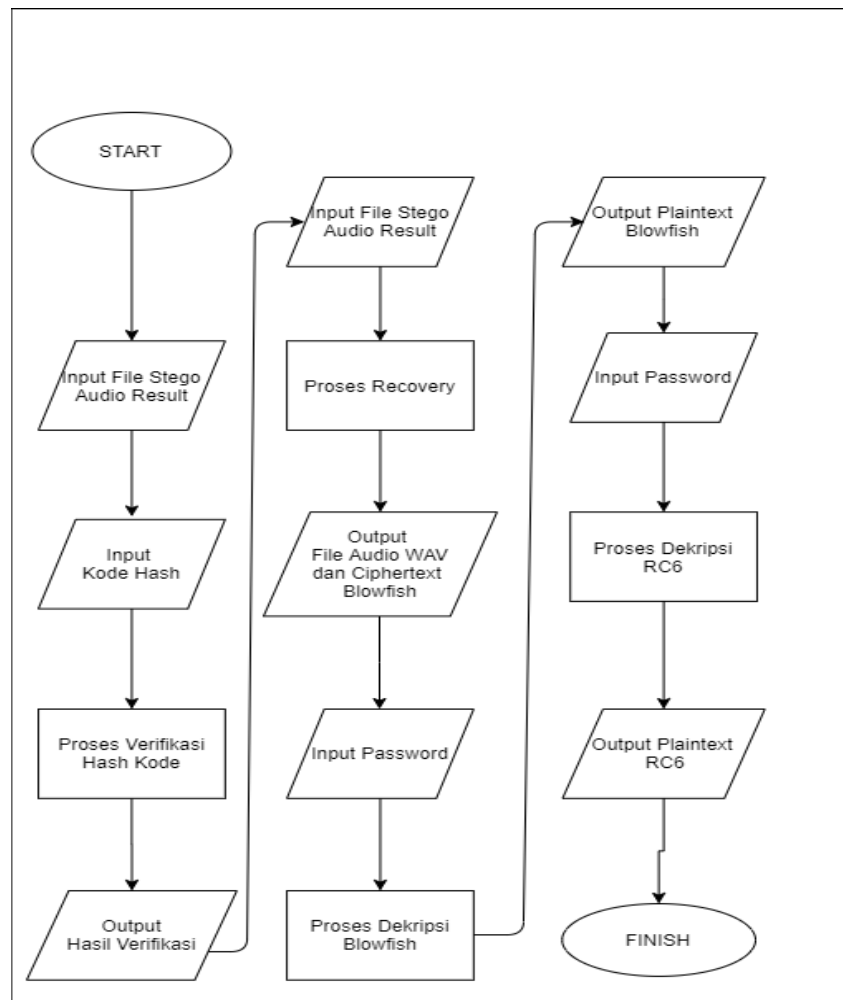 START
Input File Stego
Audio Result
Input
Kode Hash
Proses Verifikasi
Hash Kode
Output
Hasil Verifikasi
Input File Stego
Audio Result
Proses Recovery
Output
File Audio WAV
dan Ciphertext
Blowfish
Input Password
Proses Dekripsi
Blowfish
Output Plaintext
Blowfish
Input Password
Proses Dekripsi
RC6
Output Plaintext
RC6
FINISH